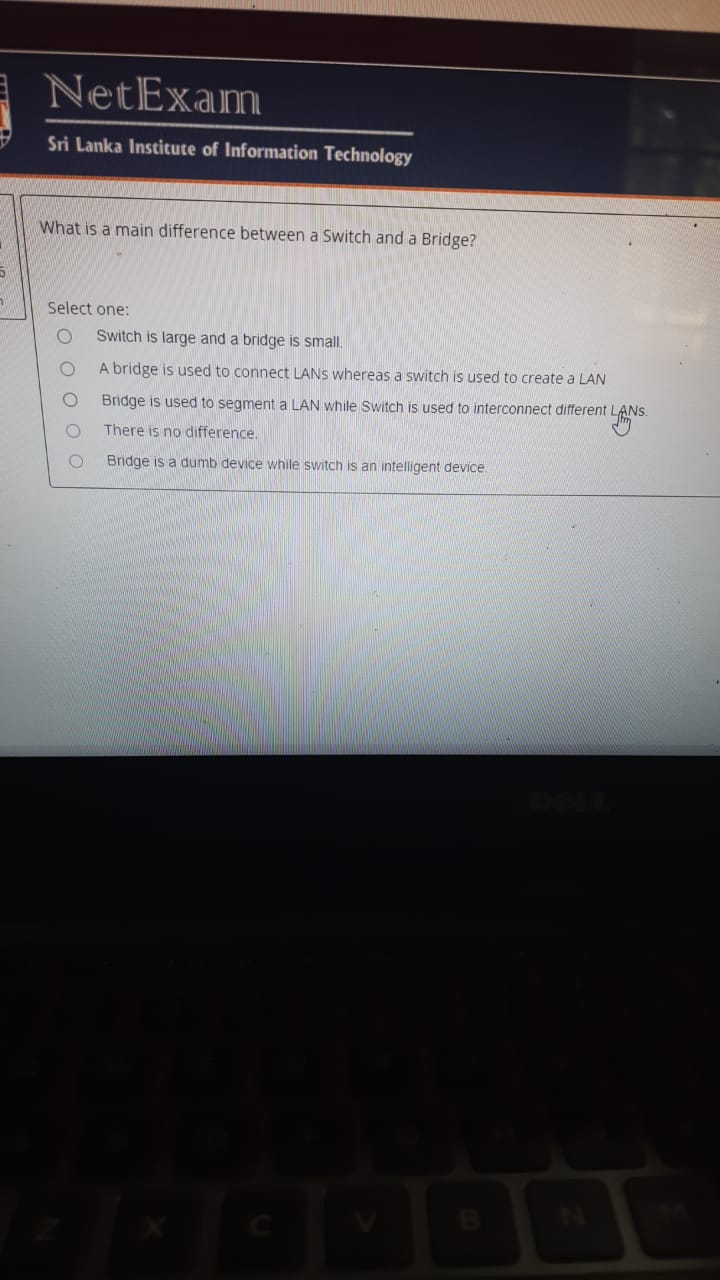 NetExam
Sri Lanka Institute of Information Technology
What is a main difference between a Switch and a Bridge?
Select one:
Switch is large and a bridge is small.
A bridge is used to connect LANs whereas a switch is used to create a LAN
Bridge is used to segment a LAN while Switch is used to interconnect different LANs.
There is no difference.
Bridge is a dumb device while switch is an intelligent device.
DELL
Z X C V B N M